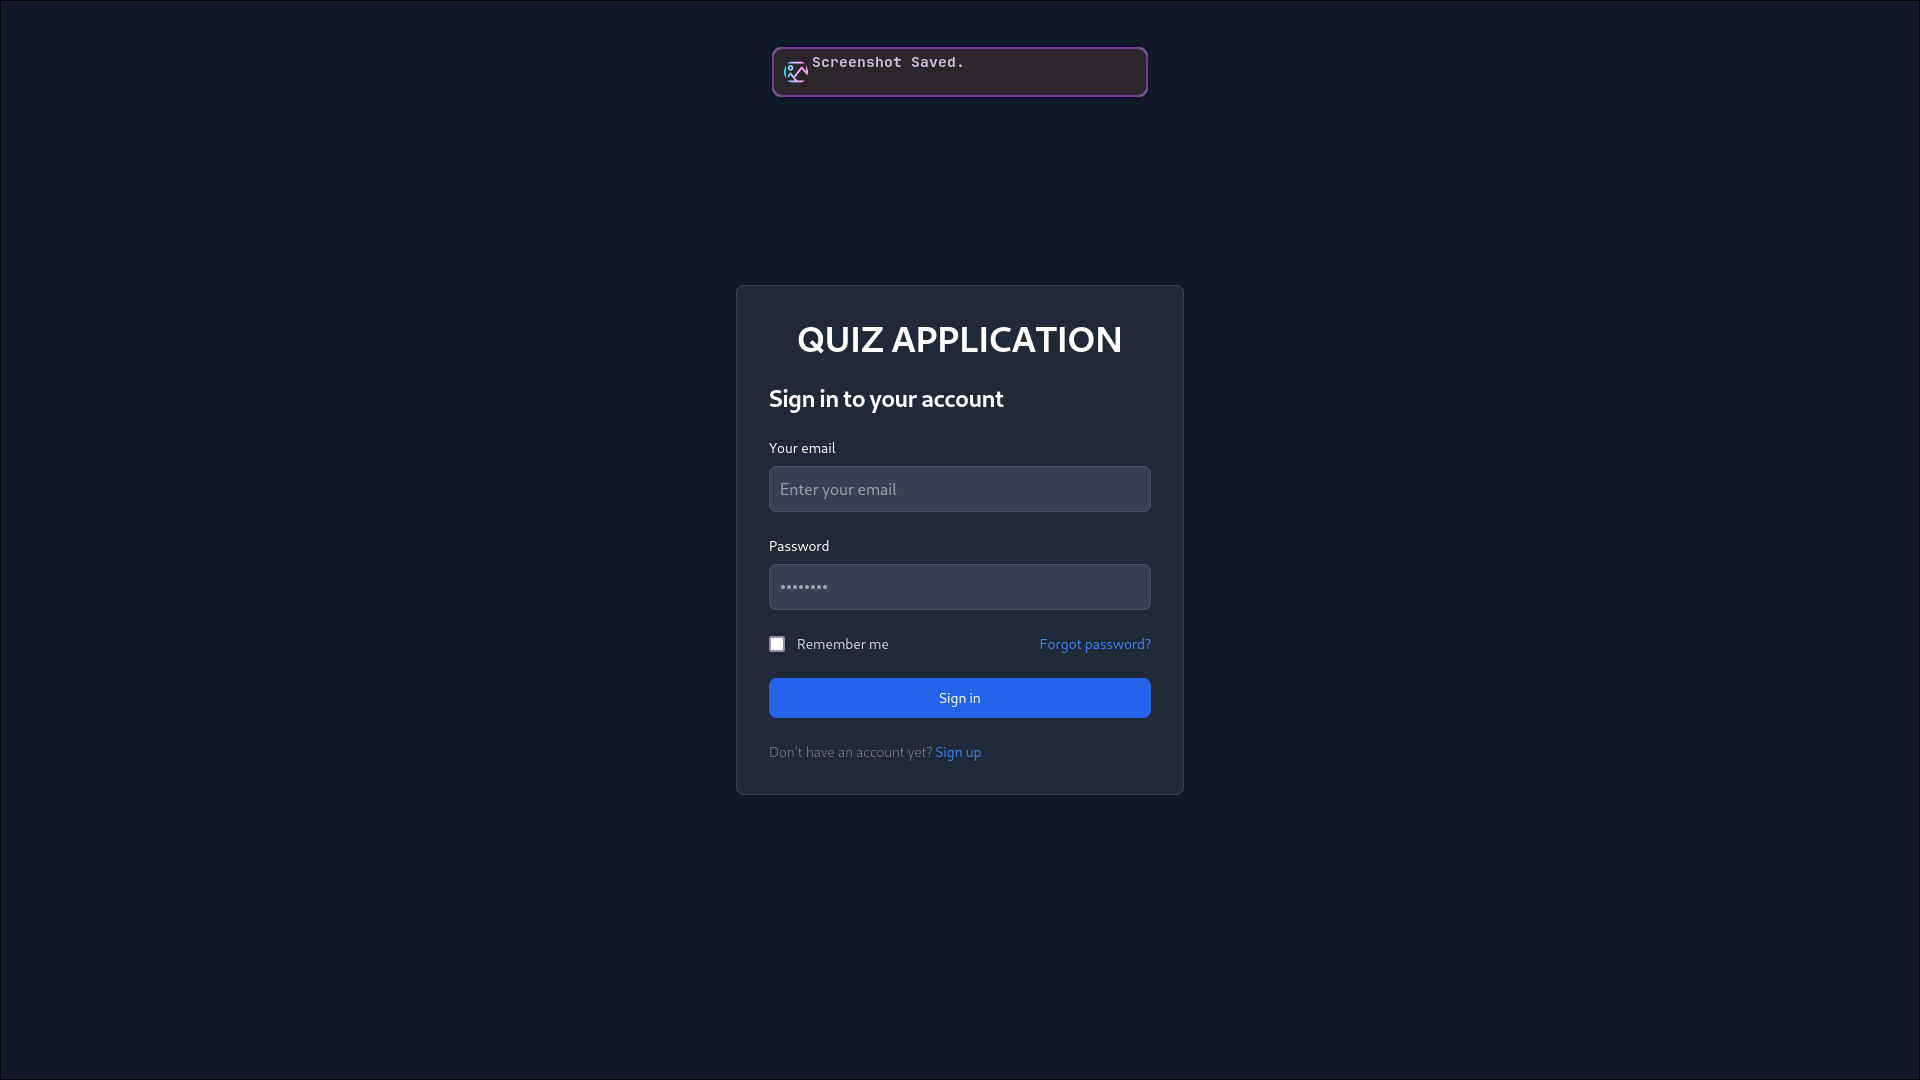 Screenshot Saved.
QUIZ APPLICATION
Sign in to your account
Your email
Enter your email
Password
••••••••
Remember me
Forgot password?
Sign in
Don't have an account yet? Sign up